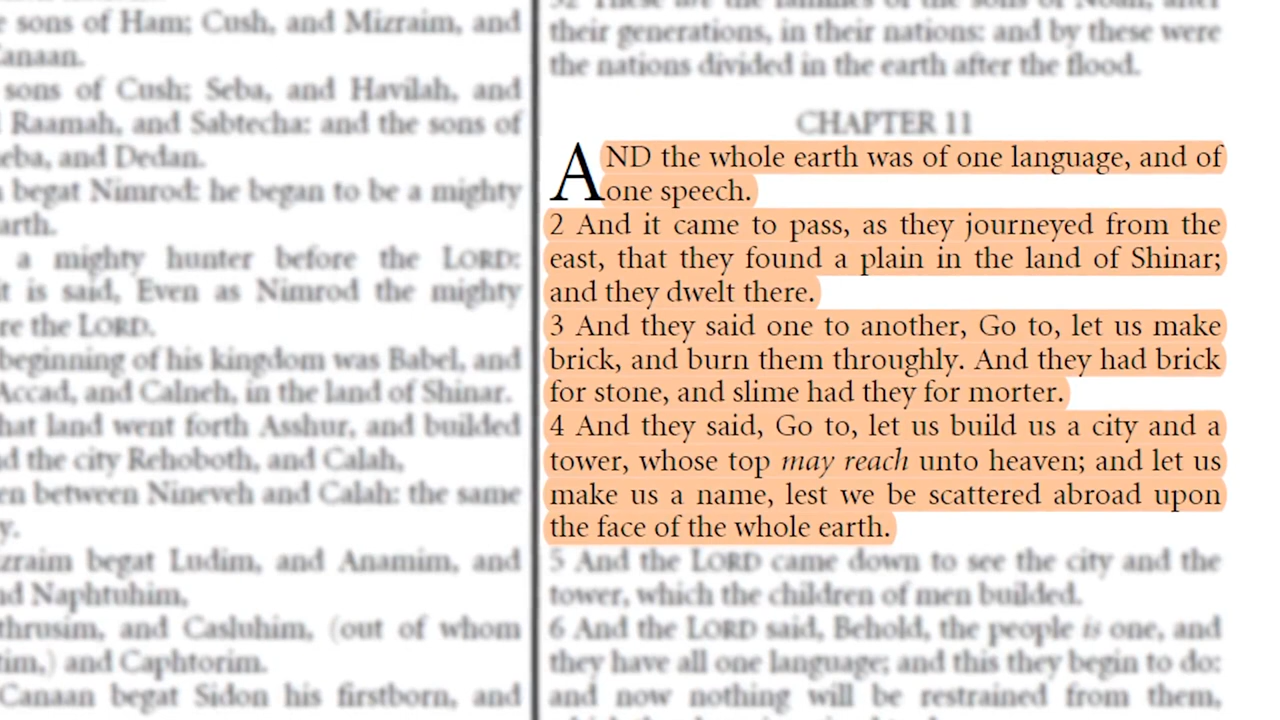 sons of Ham; Cush, and Mizraim, and
Canaan.
sons of Cush; Seba, and Havilah, and
Raamah, and Sabtecha: and the sons of
and Dedan.
begat Nimrod: he began to be a mighty
a mighty hunter before the LORD:
it is said, Even as Nimrod the mighty
the LORD.
beginning of his kingdom was Babel, and
Accad, and Calneh, in the land of Shinar.
that land went forth Asshur, and builded
the city Rehoboth, and Calah,
between Nineveh and Calah: the same
begat Ludim, and Anamim, and
Naphtuhim,
and Casluhim, (out of whom
and Caphtorim.
Canaan begat Sidon his firstborn, and
32 These are the families of the sons of Noah, after
their generations, in their nations: and by these were
the nations divided in the earth after the flood.
CHAPTER 11
AND the whole earth was of one language, and of
one speech.
2 And it came to pass, as they journeyed from the
east, that they found a plain in the land of Shinar;
and they dwelt there.
3 And they said one to another, Go to, let us make
brick, and burn them throughly. And they had brick
for stone, and slime had they for morter.
4 And they said, Go to, let us build us a city and a
tower, whose top may reach unto heaven; and let us
make us a name, lest we be scattered abroad upon
the face of the whole earth.
5 And the LORD came down to see the city and the
tower, which the children of men builded.
6 And the LORD said, Behold, the people is one, and
they have all one language; and this they begin to do:
and now nothing will be restrained from them,